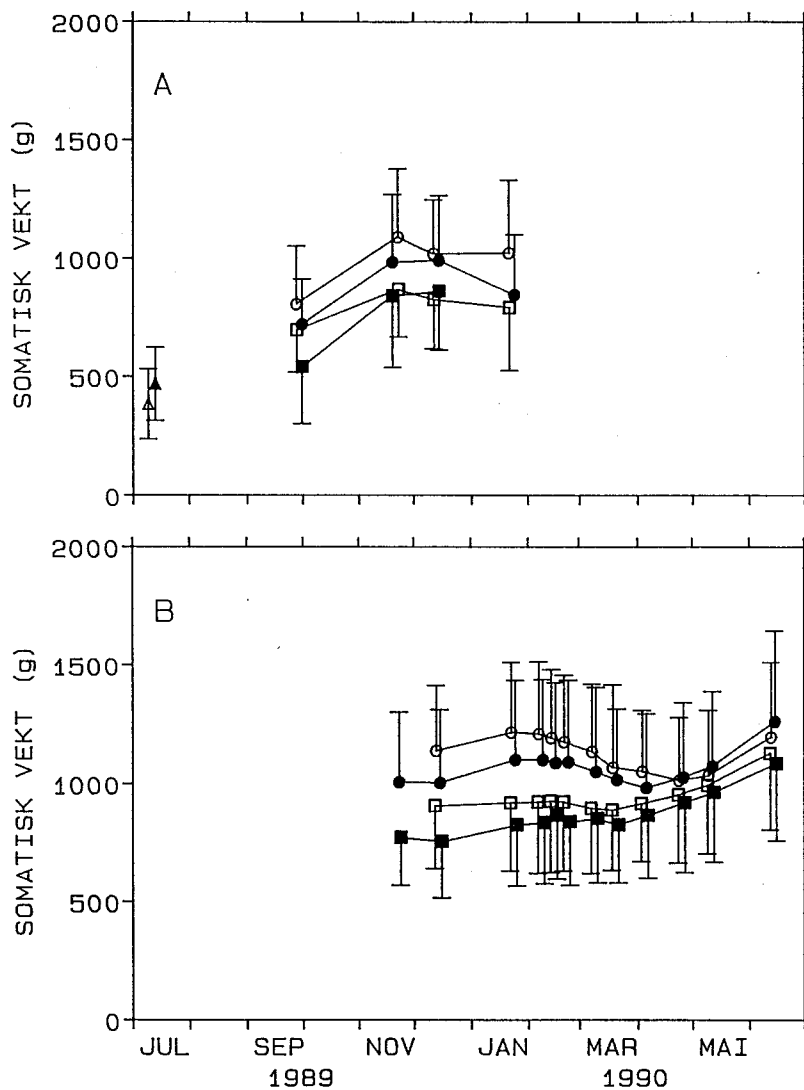 2000
A
1500
1000
500
0
SOMATISK VEKT (g)
2000
B
1500
1000
500
0
SOMATISK VEKT (g)
JUL SEP NOV JAN MAR MAI
1989 1990